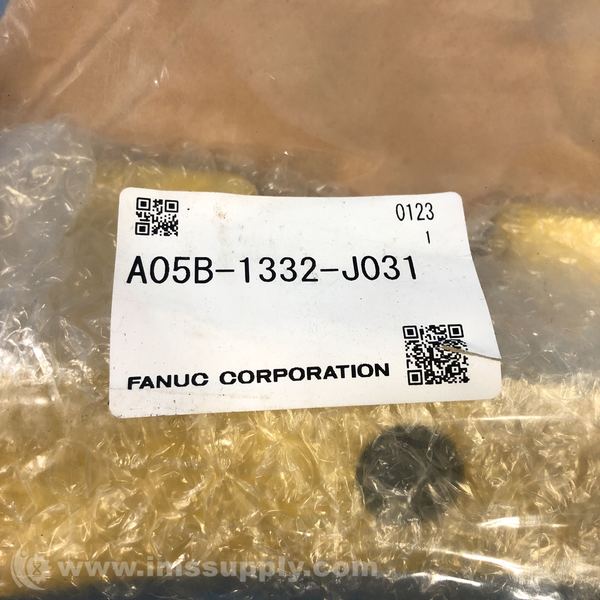 0123
1
A05B-1332-J031
FANUC CORPORATION
www.imssupply.com